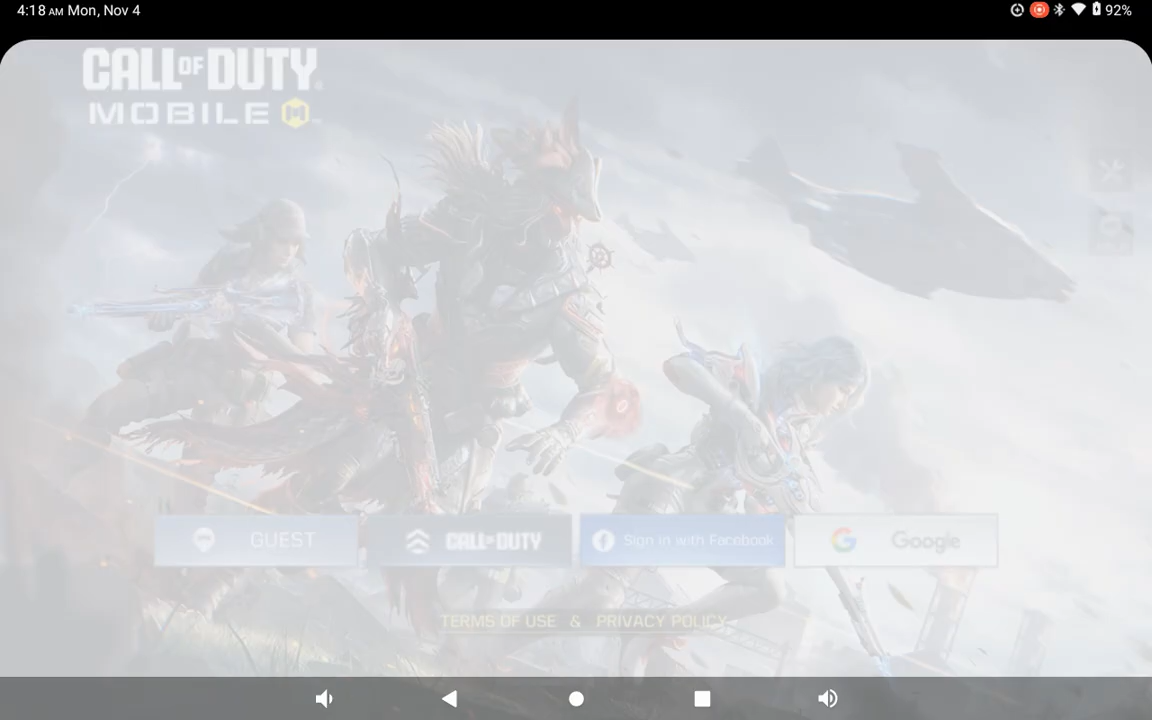 4:18 AM Mon, Nov 4
92%
CALL OF DUTY
MOBILE
GUEST
CALL OF DUTY
Sign in with Facebook
Google
TERMS OF USE & PRIVACY POLICY